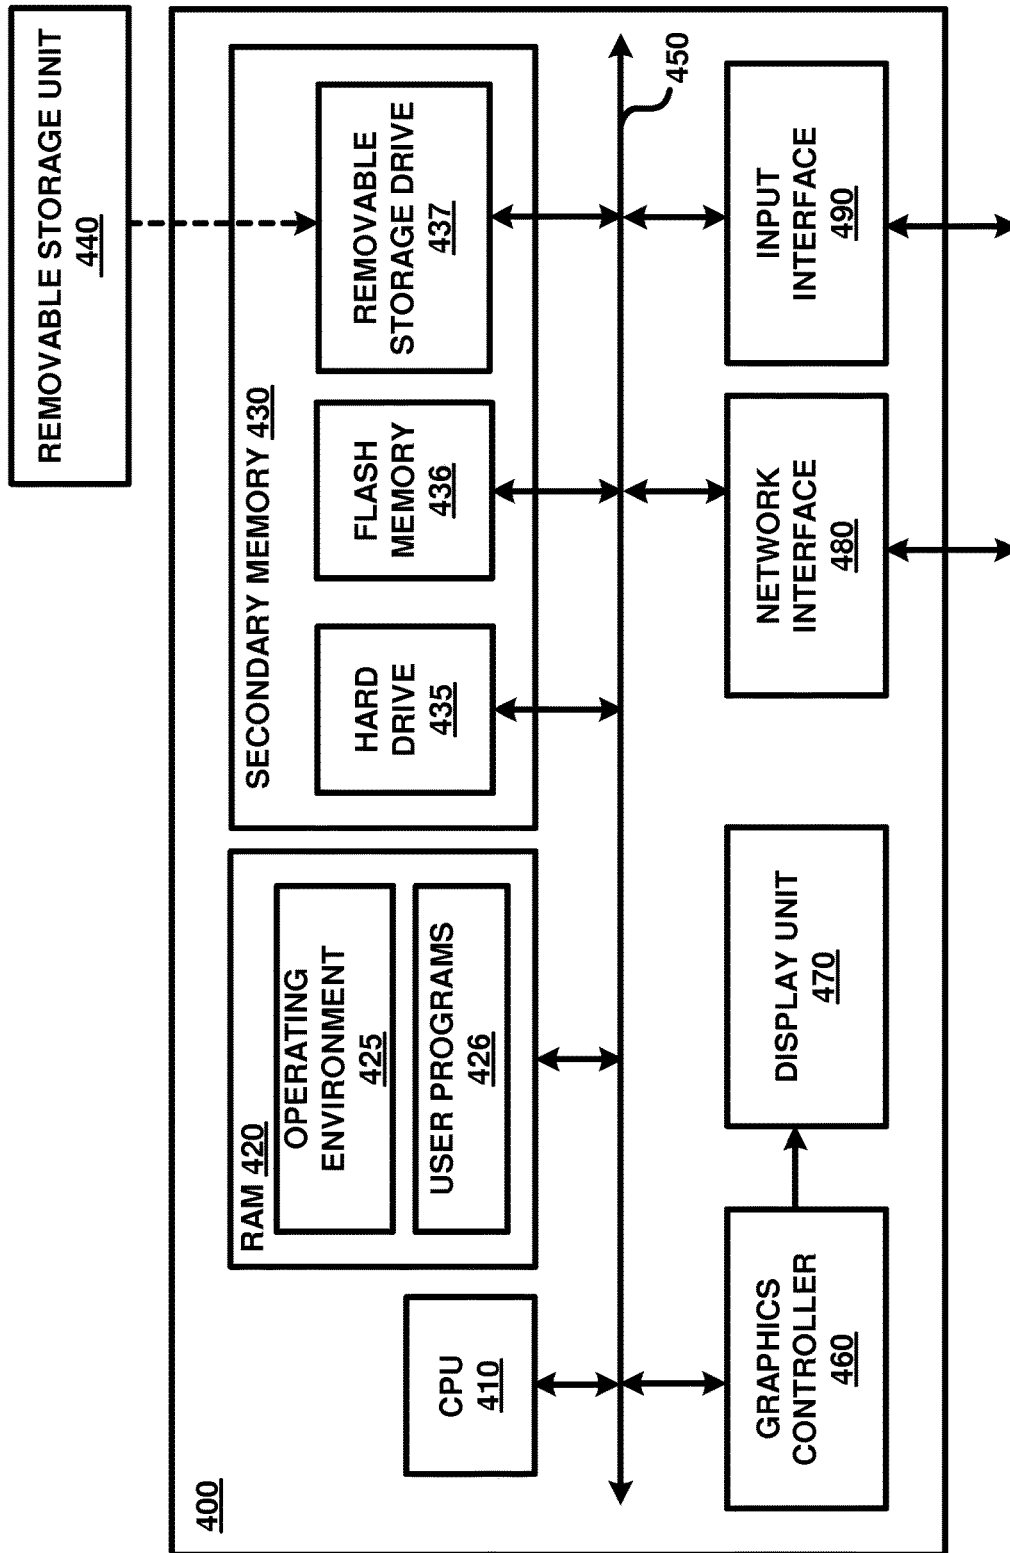 400
CPU
410
RAM 420
OPERATING
ENVIRONMENT
425
USER PROGRAMS
426
SECONDARY MEMORY 430
HARD
DRIVE
435
FLASH
MEMORY
436
REMOVABLE
STORAGE DRIVE
437
REMOVABLE STORAGE UNIT
440
450
GRAPHICS
CONTROLLER
460
DISPLAY UNIT
470
NETWORK
INTERFACE
480
INPUT
INTERFACE
490